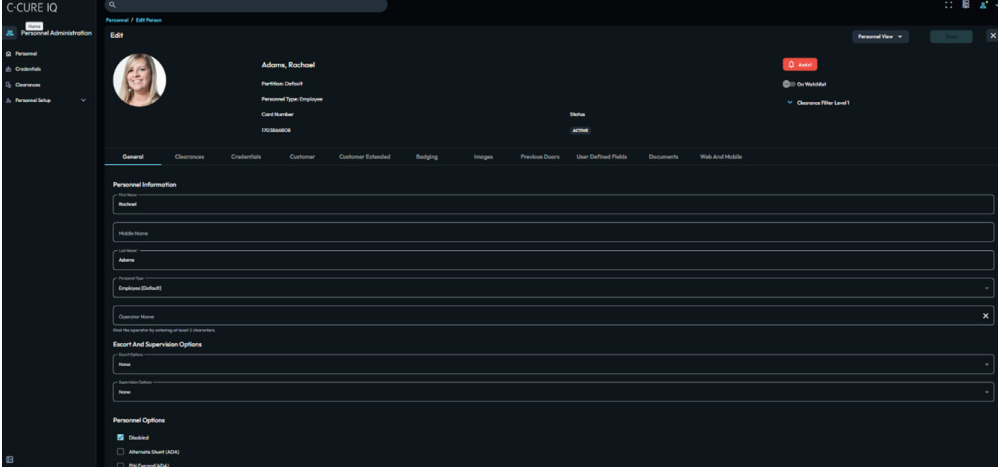 C•CURE IQ
Home
Personnel Administration
Personnel
Credentials
Clearances
Personnel Setup
Personnel / Edit Person
Edit
Personnel View
Save
Adams, Rachael
Partition: Default
Personnel Type: Employee
Card Number
Status
1703866808
ACTIVE
Audit
On Watchlist
Clearance Filter Level 1
General Clearances Credentials Customer Customer Extended Badging Images Previous Doors User Defined Fields Documents Web And Mobile
Personnel Information
First Name
Rachael
Middle Name
Last Name*
Adams
Personnel Type
Employee (Default)
Operator Name
Find the operator by entering at least 2 characters.
Escort And Supervision Options
Escort Options
None
Supervision Options
None
Personnel Options
Disabled
Alternate Shunt (ADA)
PIN Exempt (ADA)